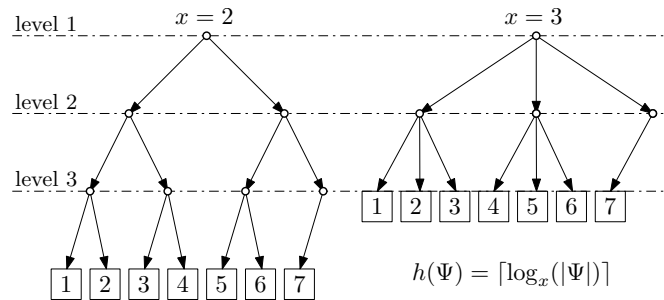 level 1
x = 2
x = 3
level 2
level 3
1 2 3 4 5 6 7
1 2 3 4 5 6 7
h(Ψ) = ⌈log_x(|Ψ|)⌉